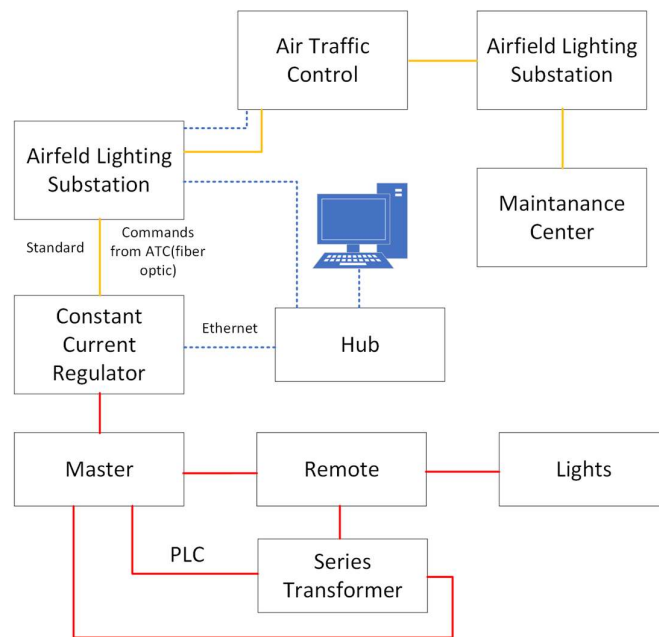 Air Traffic
Control
Airfield Lighting
Substation
Airfeld Lighting
Substation
Maintanance
Center
Standard
Commands
from ATC(fiber
optic)
Constant
Current
Regulator
Ethernet
Hub
Master
Remote
Lights
PLC
Series
Transformer